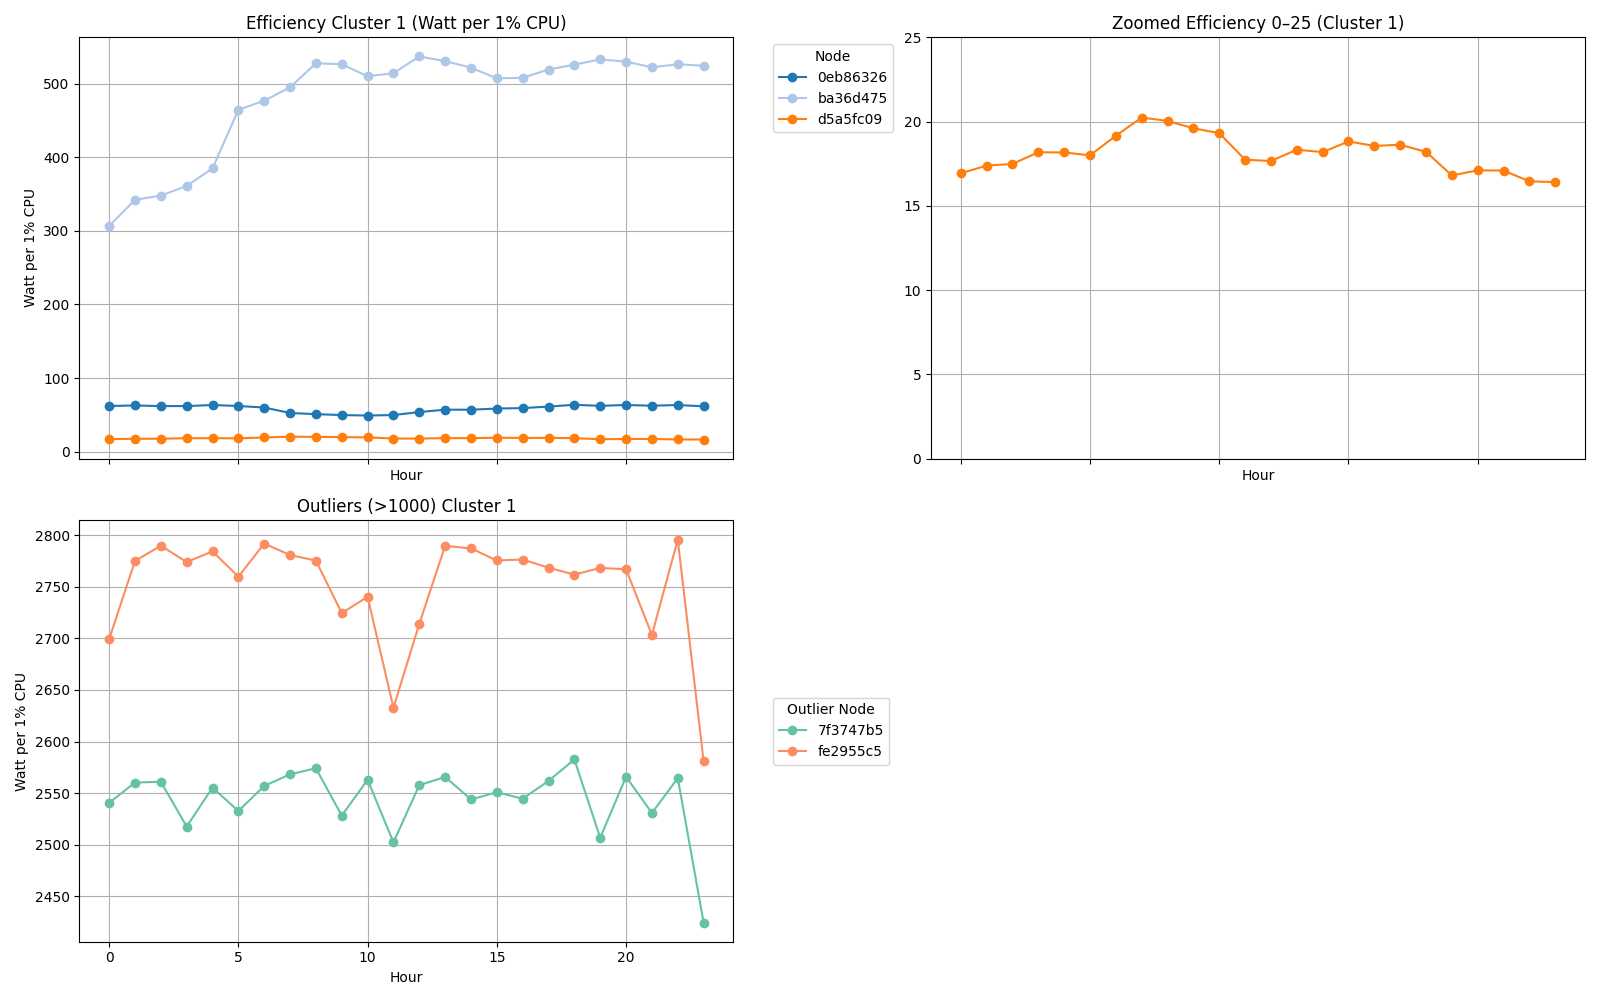 Efficiency Cluster 1 (Watt per 1% CPU)
Watt per 1% CPU
500
400
300
200
100
0
Hour
Node
0eb86326
ba36d475
d5a5fc09
Zoomed Efficiency 0–25 (Cluster 1)
25
20
15
10
5
0
Hour
Outliers (>1000) Cluster 1
Watt per 1% CPU
2800
2750
2700
2650
2600
2550
2500
2450
0 5 10 15 20
Hour
Outlier Node
7f3747b5
fe2955c5